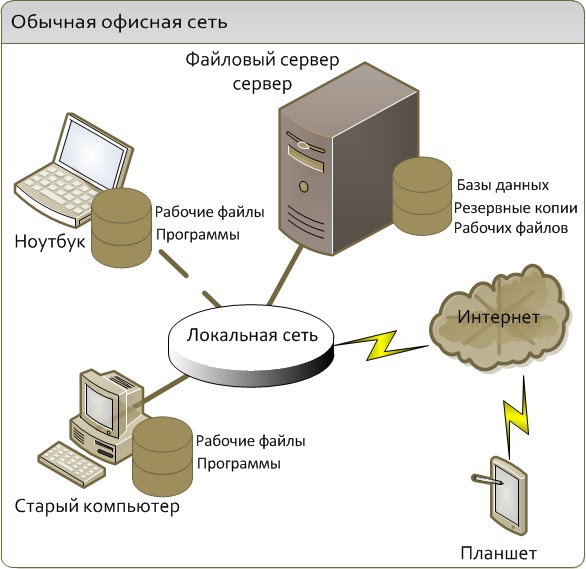 Обычная офисная сеть
Файловый сервер
сервер
Базы данных
Резервные копии
Рабочих файлов
Рабочие файлы
Программы
Ноутбук
Интернет
Локальная сеть
Рабочие файлы
Программы
Старый компьютер
Планшет